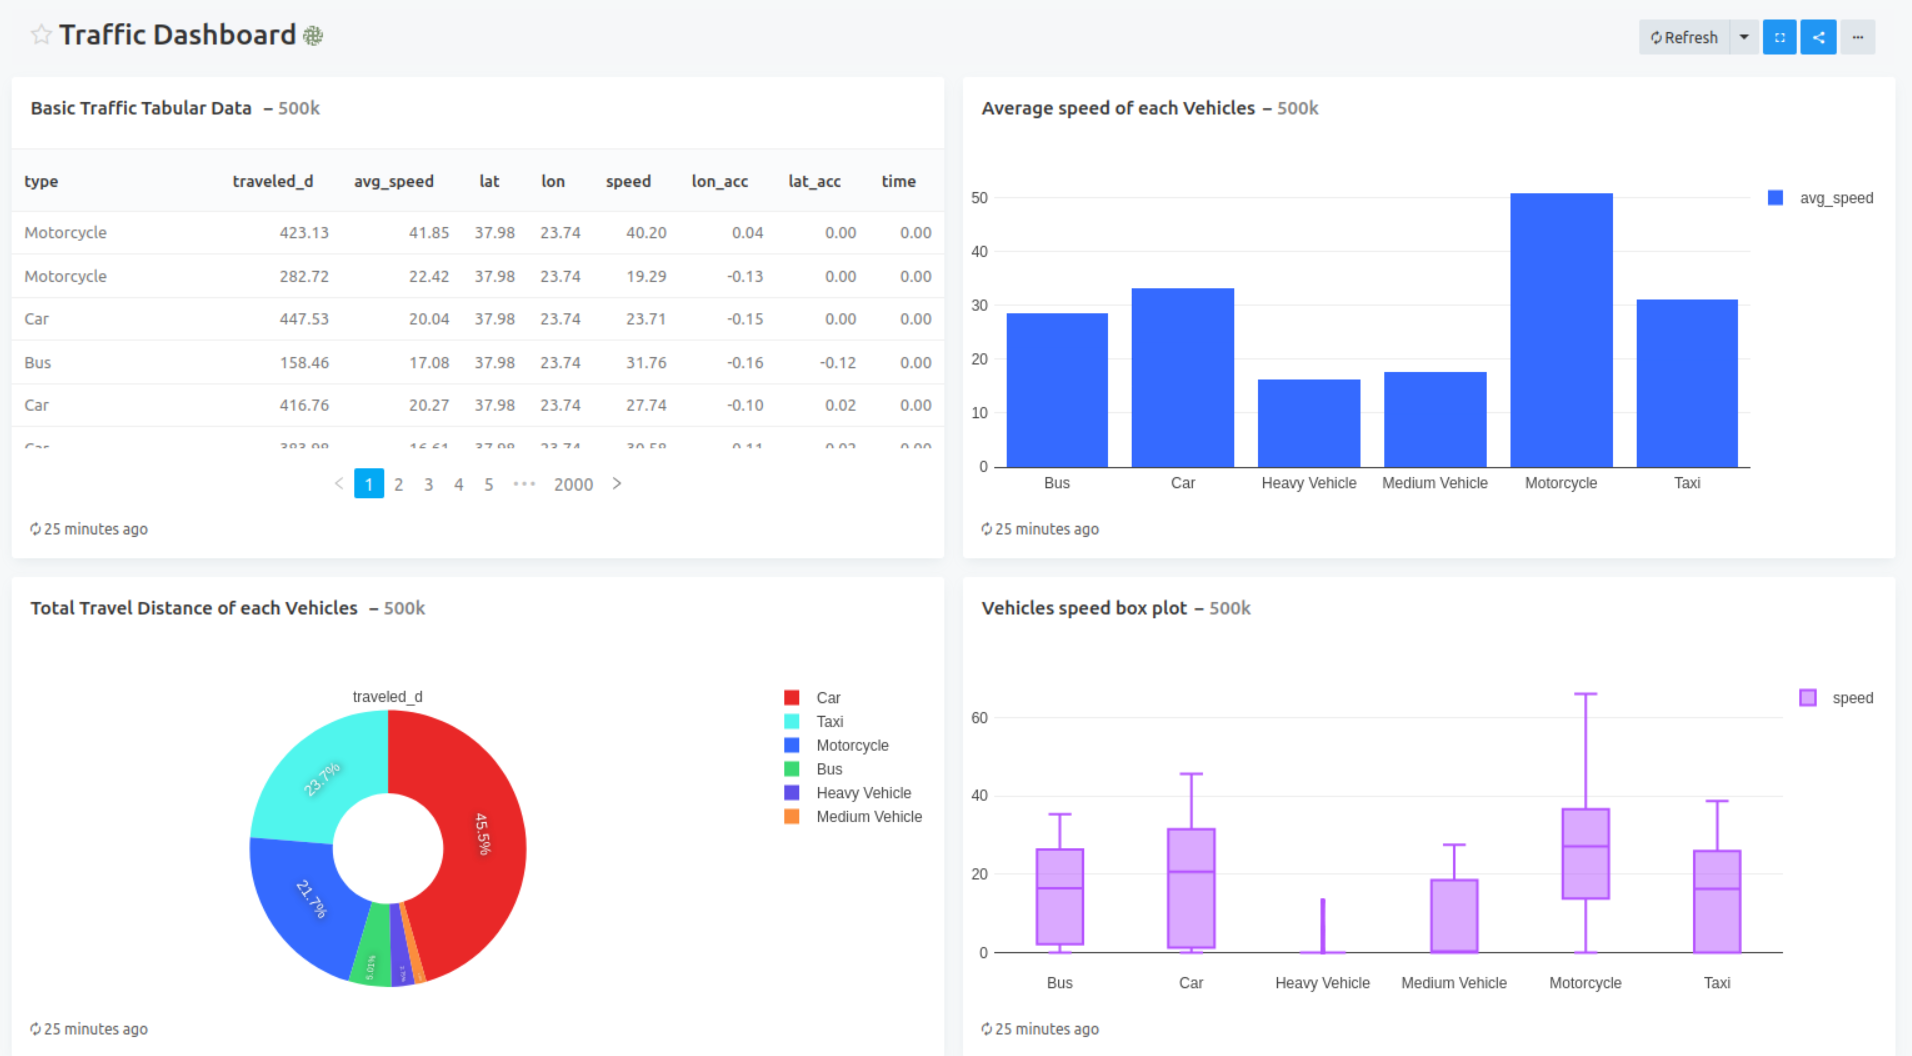 Traffic Dashboard
Refresh
Basic Traffic Tabular Data – 500k
type traveled_d avg_speed lat lon speed lon_acc lat_acc time
Motorcycle 423.13 41.85 37.98 23.74 40.20 0.04 0.00 0.00
Motorcycle 282.72 22.42 37.98 23.74 19.29 -0.13 0.00 0.00
Car 447.53 20.04 37.98 23.74 23.71 -0.15 0.00 0.00
Bus 158.46 17.08 37.98 23.74 31.76 -0.16 -0.12 0.00
Car 416.76 20.27 37.98 23.74 27.74 -0.10 0.02 0.00
Car
1 2 3 4 5 ••• 2000
25 minutes ago
Average speed of each Vehicles – 500k
50
40
30
20
10
0
Bus Car Heavy Vehicle Medium Vehicle Motorcycle Taxi
avg_speed
25 minutes ago
Total Travel Distance of each Vehicles – 500k
traveled_d
23.7%
45.5%
21.7%
5.01%
Car
Taxi
Motorcycle
Bus
Heavy Vehicle
Medium Vehicle
25 minutes ago
Vehicles speed box plot – 500k
60
40
20
0
Bus Car Heavy Vehicle Medium Vehicle Motorcycle Taxi
speed
25 minutes ago